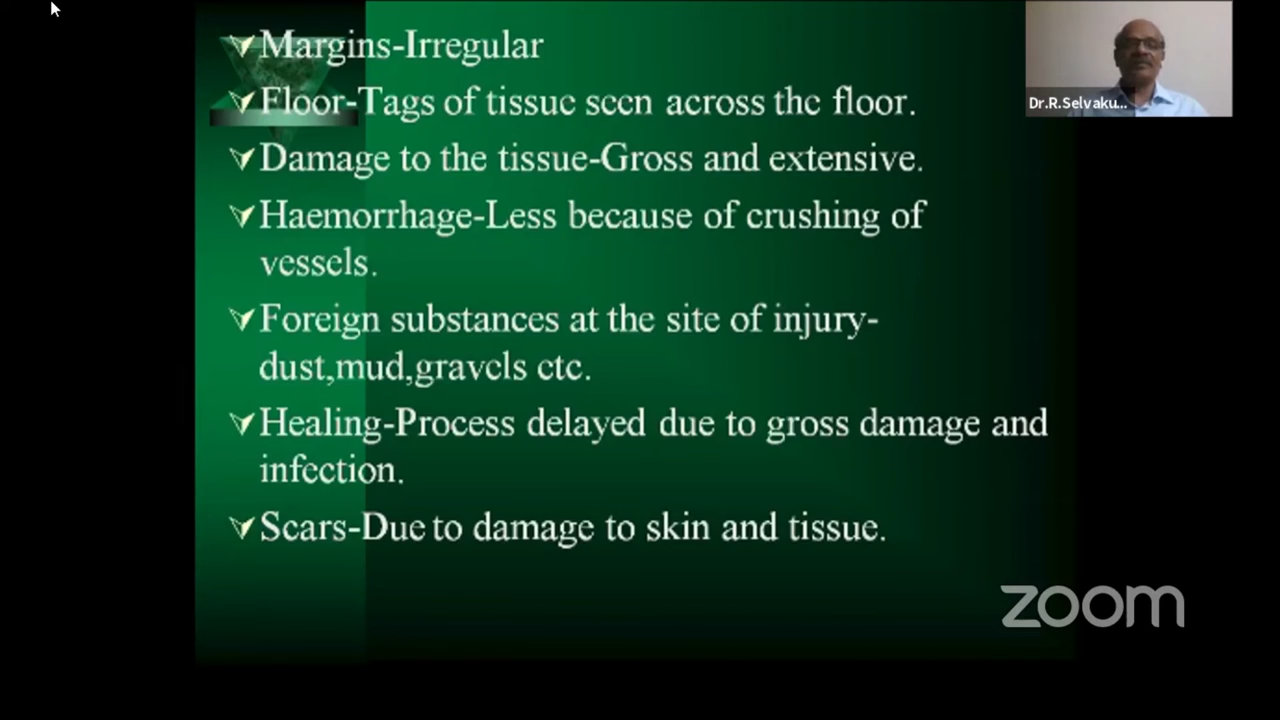 Margins-Irregular
Floor-Tags of tissue seen across the floor.
Damage to the tissue-Gross and extensive.
Haemorrhage-Less because of crushing of
vessels.
Foreign substances at the site of injury-
dust,mud,gravels etc.
Healing-Process delayed due to gross damage and
infection.
Scars-Due to damage to skin and tissue.
Dr.R.Selvaku...
zoom